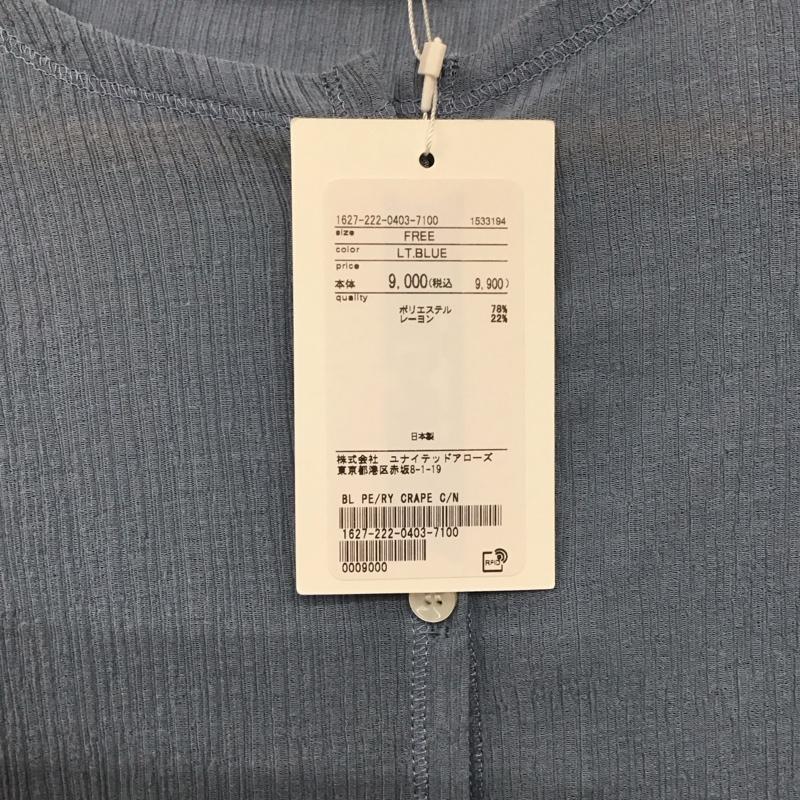 1627-222-0403-7100 1533194
size FREE
color LT.BLUE
price
本体 9,000(税込 9,900)
quality
ポリエステル 78%
レーヨン 22%
日本製
株式会社 ユナイテッドアローズ
東京都港区赤坂8-1-19
BL PE/RY CRAPE C/N
1627-222-0403-7100
0009000
RFID